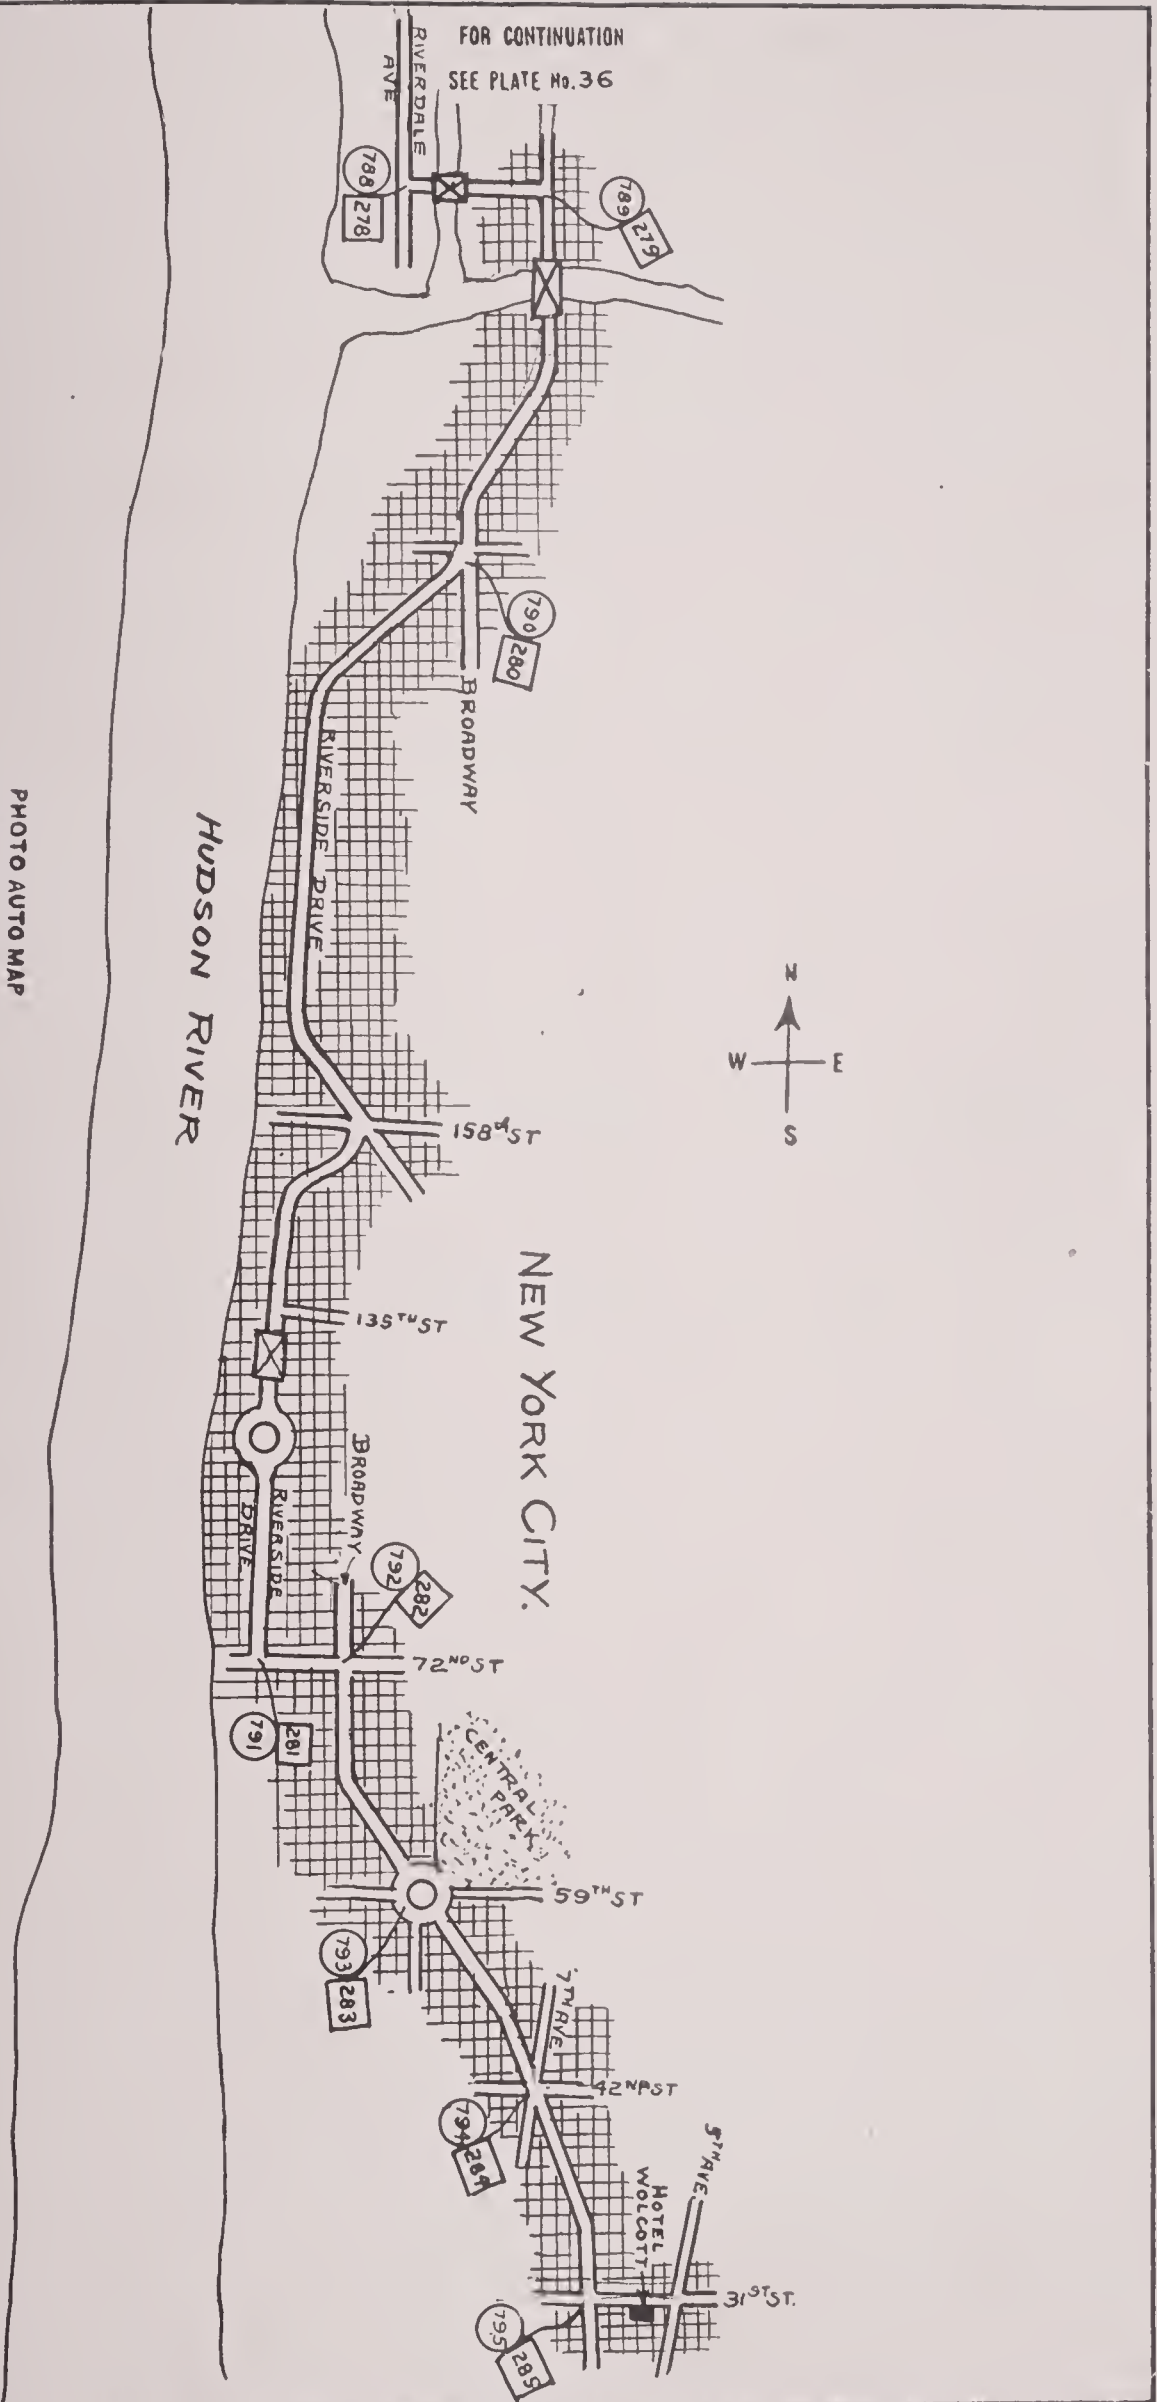 FOR CONTINUATION
SEE PLATE No. 36
RIVERDALE
AVE
788
278
789
279
790
280
BROADWAY
RIVERSIDE DRIVE
HUDSON RIVER
PHOTO AUTO MAP
N
W E
S
158th ST
NEW YORK CITY.
135TH ST
BROADWAY
RIVERSIDE
DRIVE
792
282
72ND ST
791
281
CENTRAL
PARK
59TH ST
793
283
7TH AVE
42ND ST
794
284
5TH AVE.
HOTEL
WOLCOTT
31ST ST.
795
285